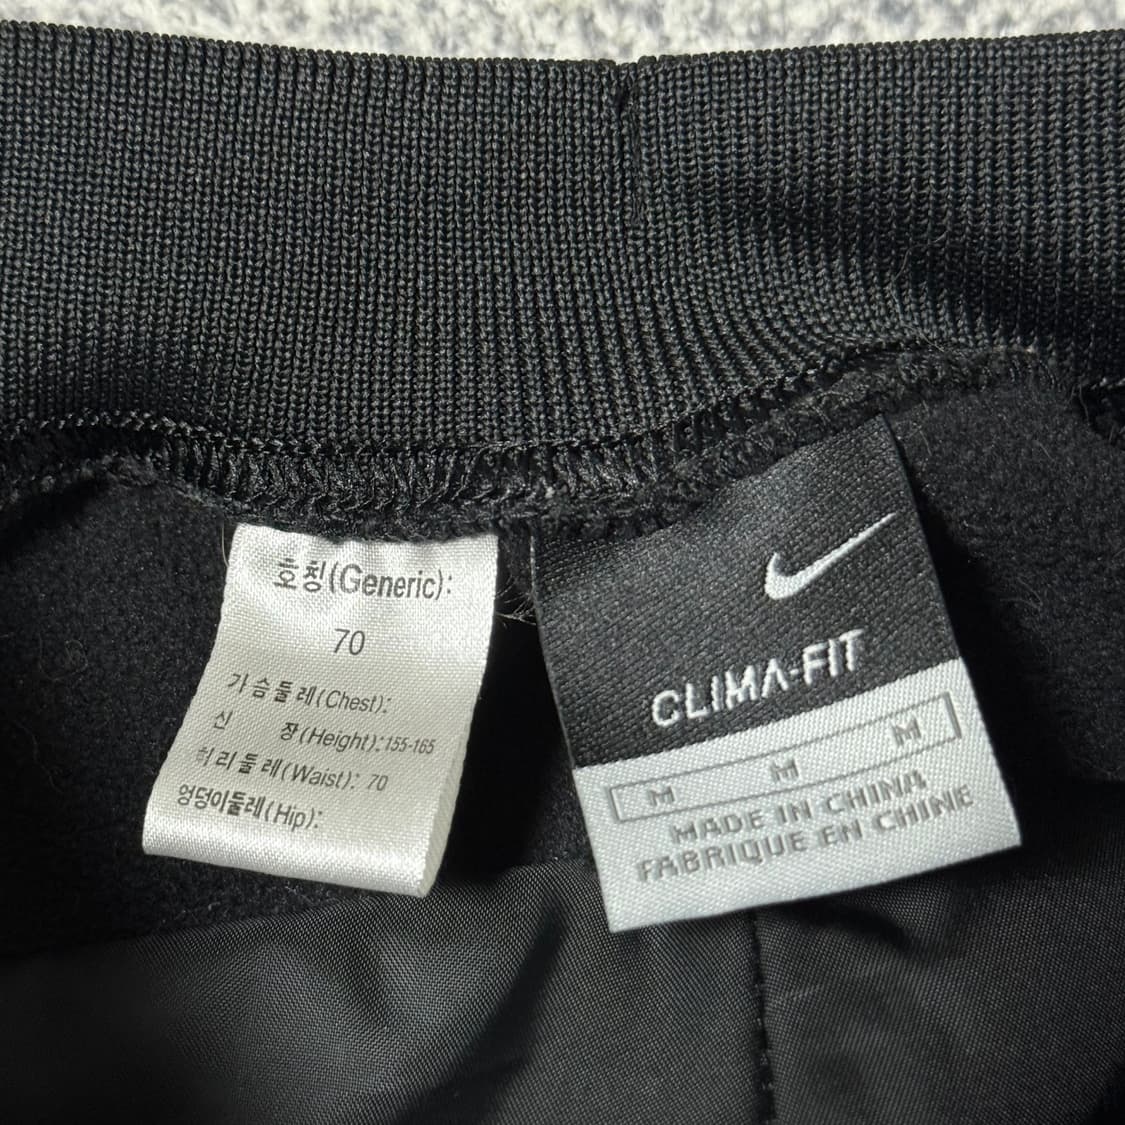 호칭(Generic):
70
가슴둘레(Chest):
신 장(Height):155-165
허리둘레(Waist): 70
엉덩이둘레(Hip):
CLIMA-FIT
M M M
MADE IN CHINA
FABRIQUE EN CHINE